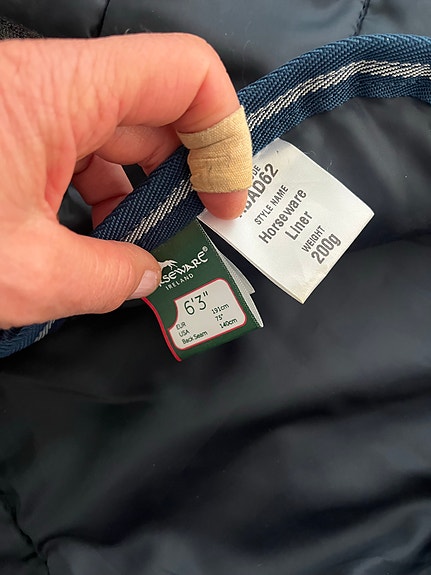 STYLE NAME
Horseware
Liner
WEIGHT
200g
IRELAND
6'3"
EUR 191cm
USA 75"
Back Seam 140cm